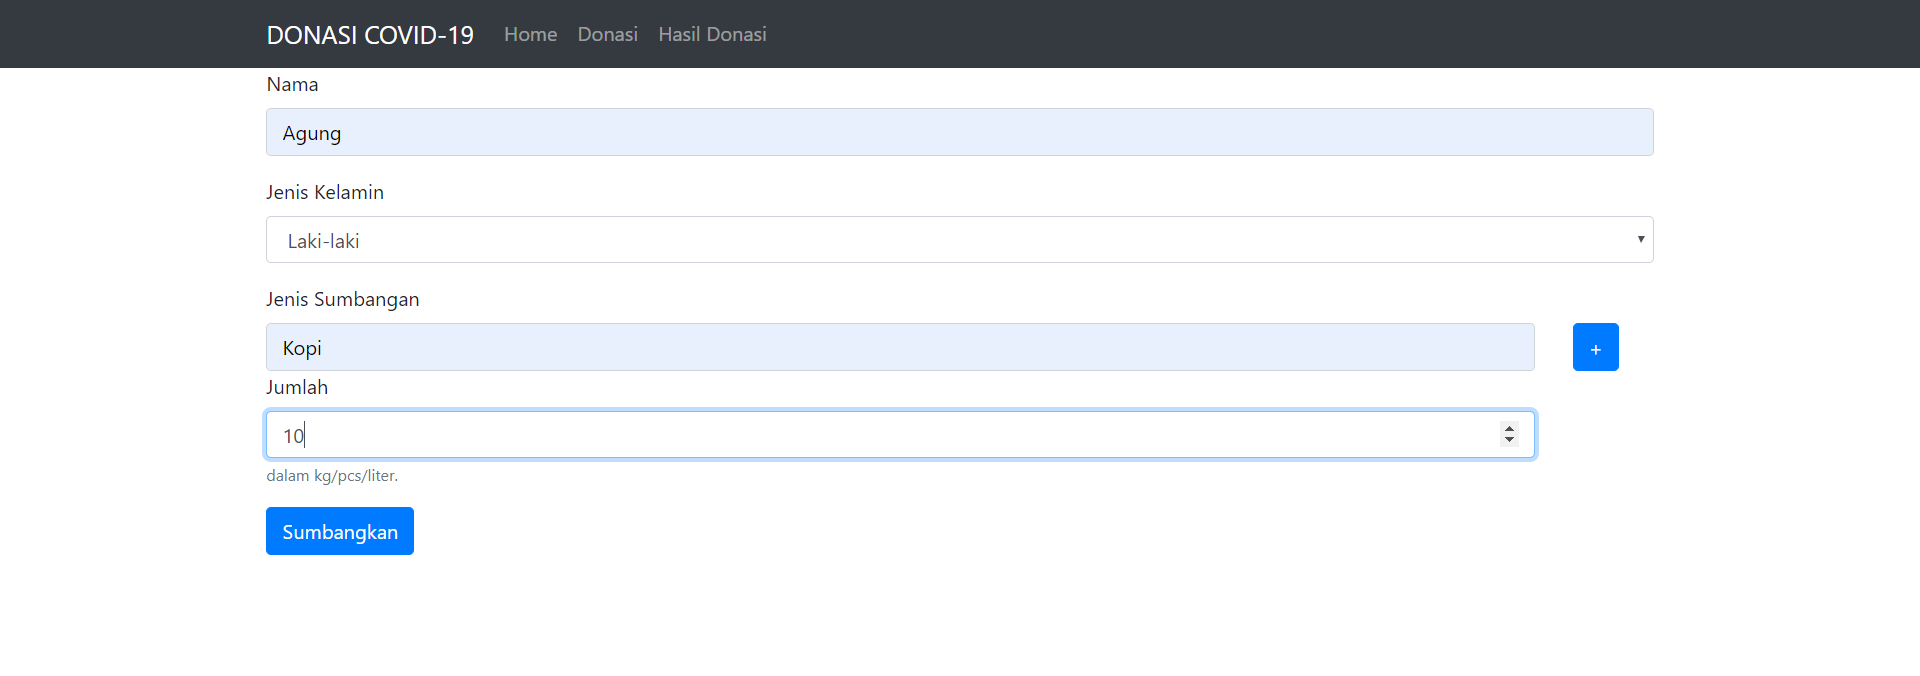 DONASI COVID-19 Home Donasi Hasil Donasi
Nama
Agung
Jenis Kelamin
Laki-laki
Jenis Sumbangan
Kopi +
Jumlah
10
dalam kg/pcs/liter.
Sumbangkan